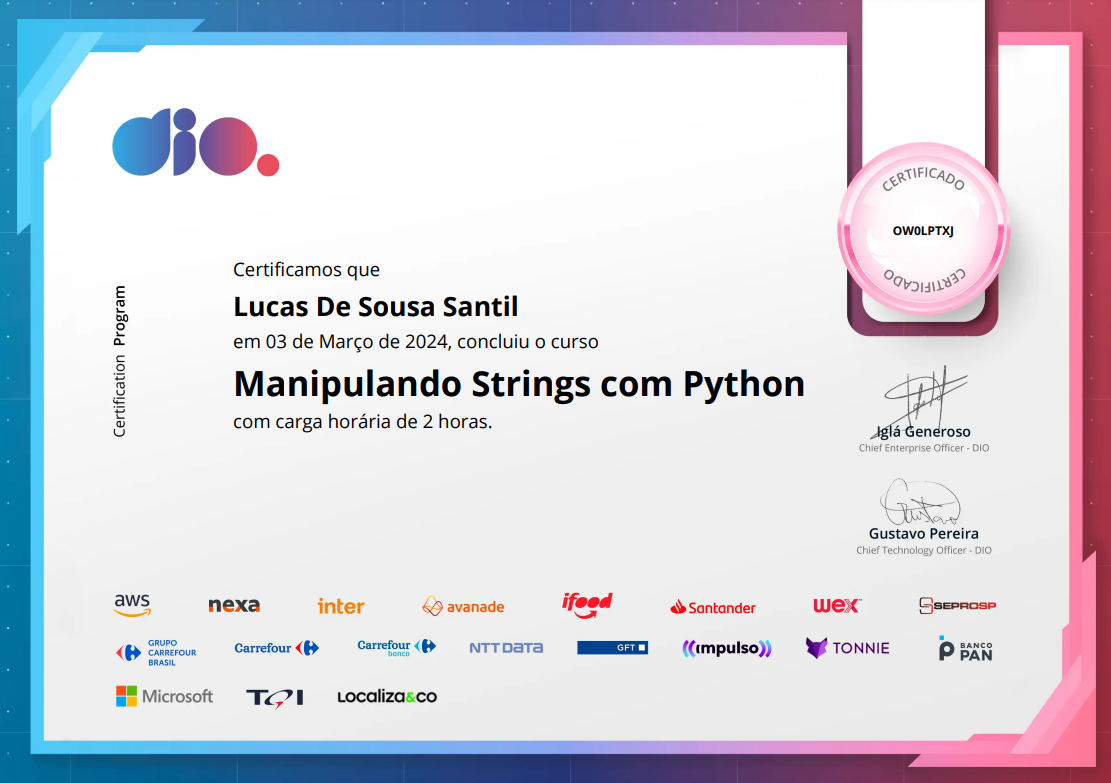 dio.
CERTIFICADO
OW0LPTXJ
CERTIFICADO
Certification Program
Certificamos que
Lucas De Sousa Santil
em 03 de Março de 2024, concluiu o curso
Manipulando Strings com Python
com carga horária de 2 horas.
Iglá Generoso
Chief Enterprise Officer - DIO
Gustavo Pereira
Chief Technology Officer - DIO
aws nexa inter avanade ifood Santander wex SEPROSP
GRUPO CARREFOUR BRASIL Carrefour Carrefour banco NTT DATA GFT impulso TONNIE BANCO PAN
Microsoft TQI Localiza&co